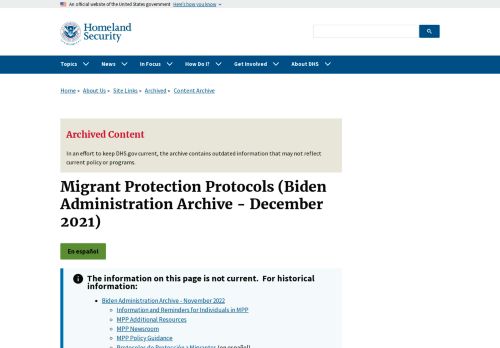 An official website of the United States government Here's how you know
Homeland
Security
Topics News In Focus How Do I? Get Involved About DHS
Home About Us Site Links Archived Content Archive
Archived Content
In an effort to keep DHS.gov current, the archive contains outdated information that may not reflect
current policy or programs.
Migrant Protection Protocols (Biden
Administration Archive - December
2021)
En español
The information on this page is not current. For historical
information:
Biden Administration Archive - November 2022
Information and Reminders for Individuals in MPP
MPP Additional Resources
MPP Newsroom
MPP Policy Guidance
Protocolos de Protección a Migrantes (en español)